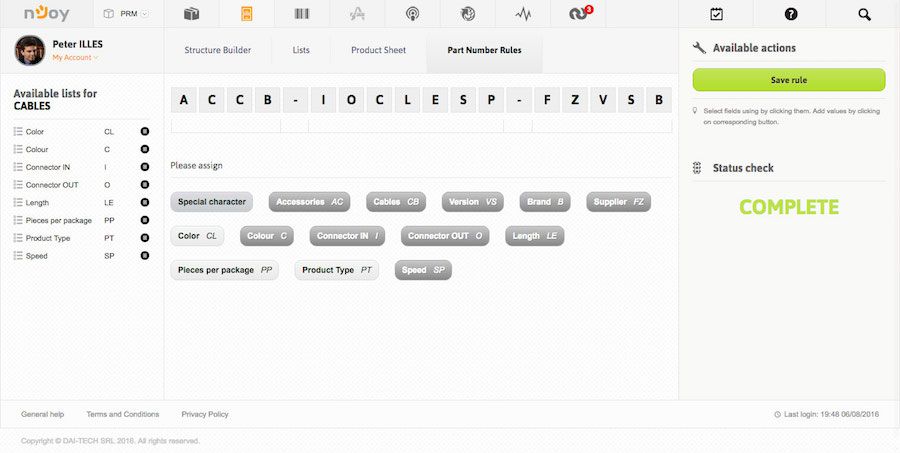 nJoy
PRM
3
Peter ILLES
My Account
Structure Builder
Lists
Product Sheet
Part Number Rules
Available actions
Save rule
Select fields using by clicking them. Add values by clicking
on corresponding button.
Status check
COMPLETE
Available lists for
CABLES
Color CL
Colour C
Connector IN I
Connector OUT O
Length LE
Pieces per package PP
Product Type PT
Speed SP
A C C B - I O C L E S P - F Z V S B
Please assign
Special character Accessories AC Cables CB Version VS Brand B Supplier FZ
Color CL Colour C Connector IN I Connector OUT O Length LE
Pieces per package PP Product Type PT Speed SP
General help Terms and Conditions Privacy Policy
Last login: 19:48 06/08/2016
Copyright © DAI-TECH SRL 2016. All rights reserved.